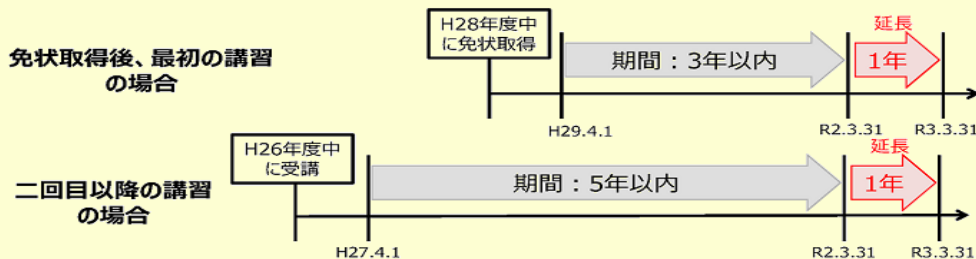 H28年度中
に免状取得
免状取得後、最初の講習
の場合
期間：3年以内
延長
1年
H29.4.1
R2.3.31
R3.3.31
H26年度中
に受講
二回目以降の講習
の場合
期間：5年以内
延長
1年
H27.4.1
R2.3.31
R3.3.31